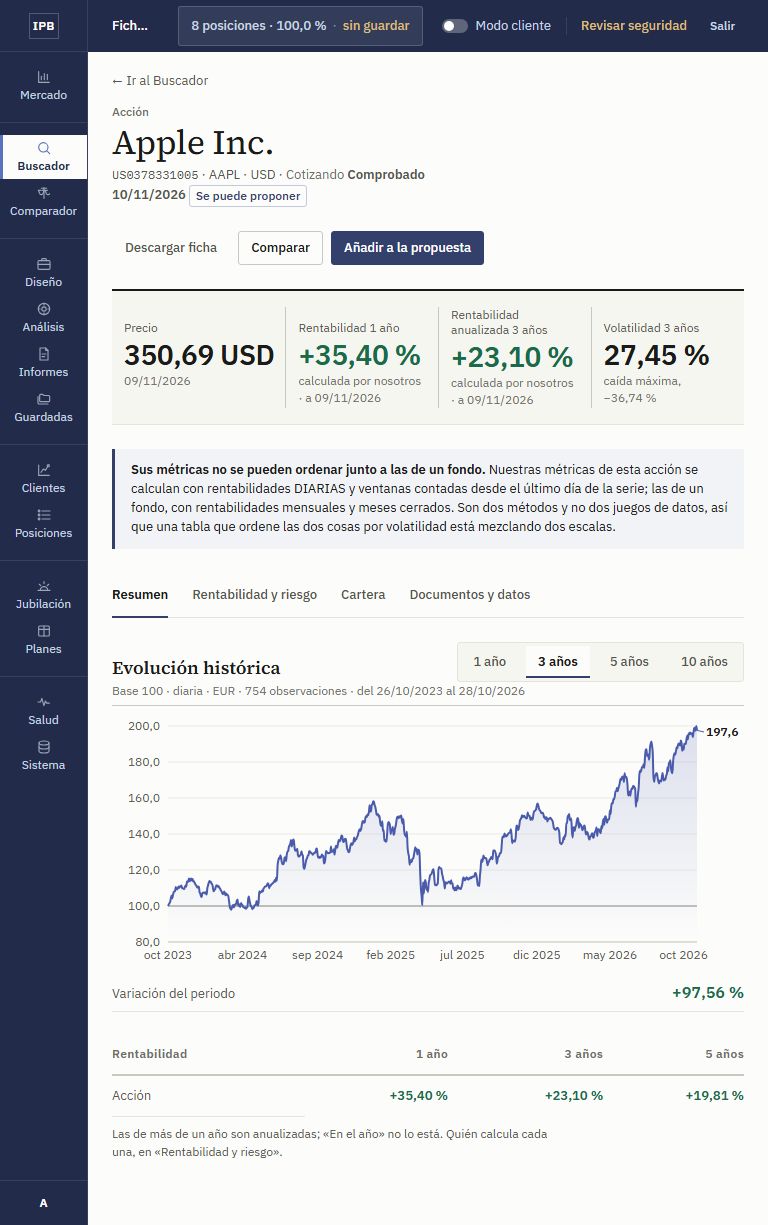 IPB
Fich...
8 posiciones · 100,0 % · sin guardar
Modo cliente
Revisar seguridad
Salir
Mercado
Buscador
Comparador
Diseño
Análisis
Informes
Guardadas
Clientes
Posiciones
Jubilación
Planes
Salud
Sistema
A
← Ir al Buscador
Acción
Apple Inc.
US0378331005 · AAPL · USD · Cotizando Comprobado
10/11/2026 Se puede proponer
Descargar ficha
Comparar
Añadir a la propuesta
Precio
350,69 USD
09/11/2026
Rentabilidad 1 año
+35,40 %
calculada por nosotros
· a 09/11/2026
Rentabilidad
anualizada 3 años
+23,10 %
calculada por nosotros
· a 09/11/2026
Volatilidad 3 años
27,45 %
caída máxima,
−36,74 %
Sus métricas no se pueden ordenar junto a las de un fondo. Nuestras métricas de esta acción se
calculan con rentabilidades DIARIAS y ventanas contadas desde el último día de la serie; las de un
fondo, con rentabilidades mensuales y meses cerrados. Son dos métodos y no dos juegos de datos, así
que una tabla que ordene las dos cosas por volatilidad está mezclando dos escalas.
Resumen
Rentabilidad y riesgo
Cartera
Documentos y datos
Evolución histórica
1 año
3 años
5 años
10 años
Base 100 · diaria · EUR · 754 observaciones · del 26/10/2023 al 28/10/2026
200,0
180,0
160,0
140,0
120,0
100,0
80,0
197,6
oct 2023
abr 2024
sep 2024
feb 2025
jul 2025
dic 2025
may 2026
oct 2026
Variación del periodo
+97,56 %
Rentabilidad 1 año 3 años 5 años
Acción +35,40 % +23,10 % +19,81 %
Las de más de un año son anualizadas; «En el año» no lo está. Quién calcula cada
una, en «Rentabilidad y riesgo».